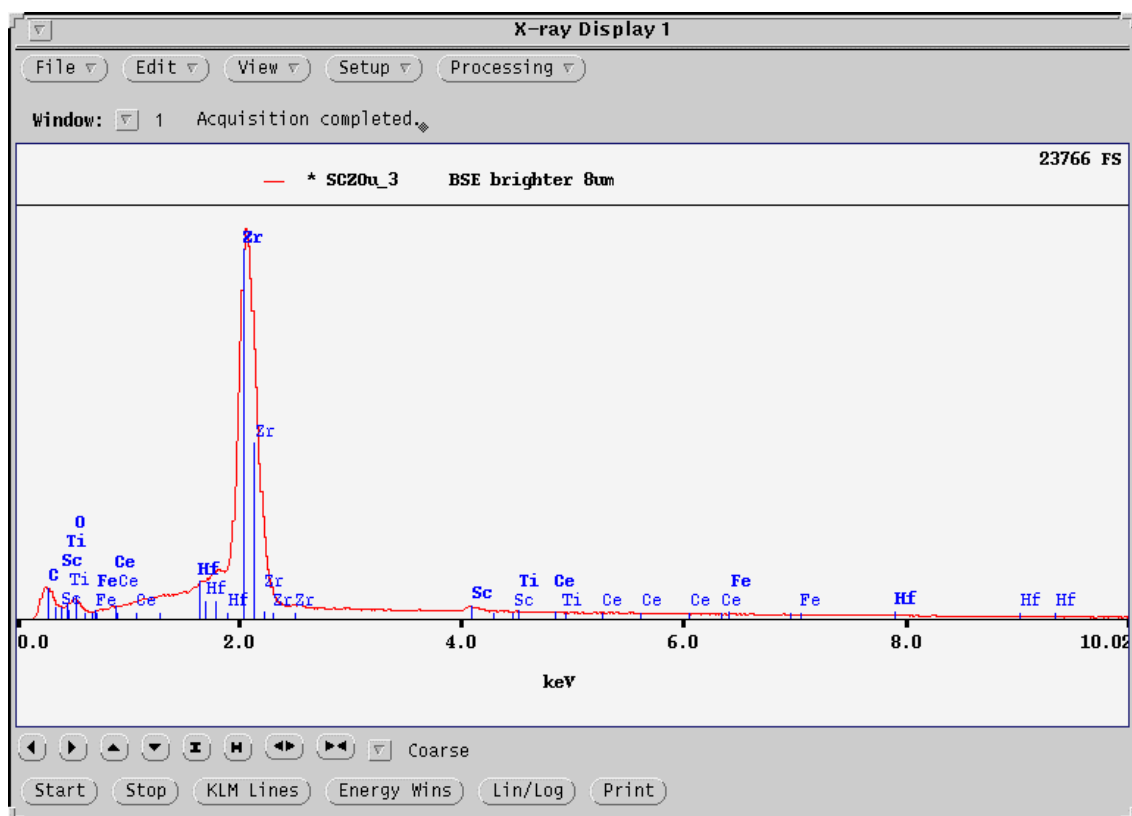 X-ray Display 1
File Edit View Setup Processing
Window: 1 Acquisition completed.
23766 FS
* SCZOu_3 BSE brighter 8um
Zr
Zr
O
Ti
Sc Ce Ti Ce Fe
C Ti Fe Ce Hf Hf Zr Sc Hf
Sc Fe Ce Hf Zr Zr Sc Ti Ce Ce Ce Ce Fe Hf Hf
0.0 2.0 4.0 6.0 8.0 10.02
keV
Coarse
Start Stop KLM Lines Energy Wins Lin/Log Print